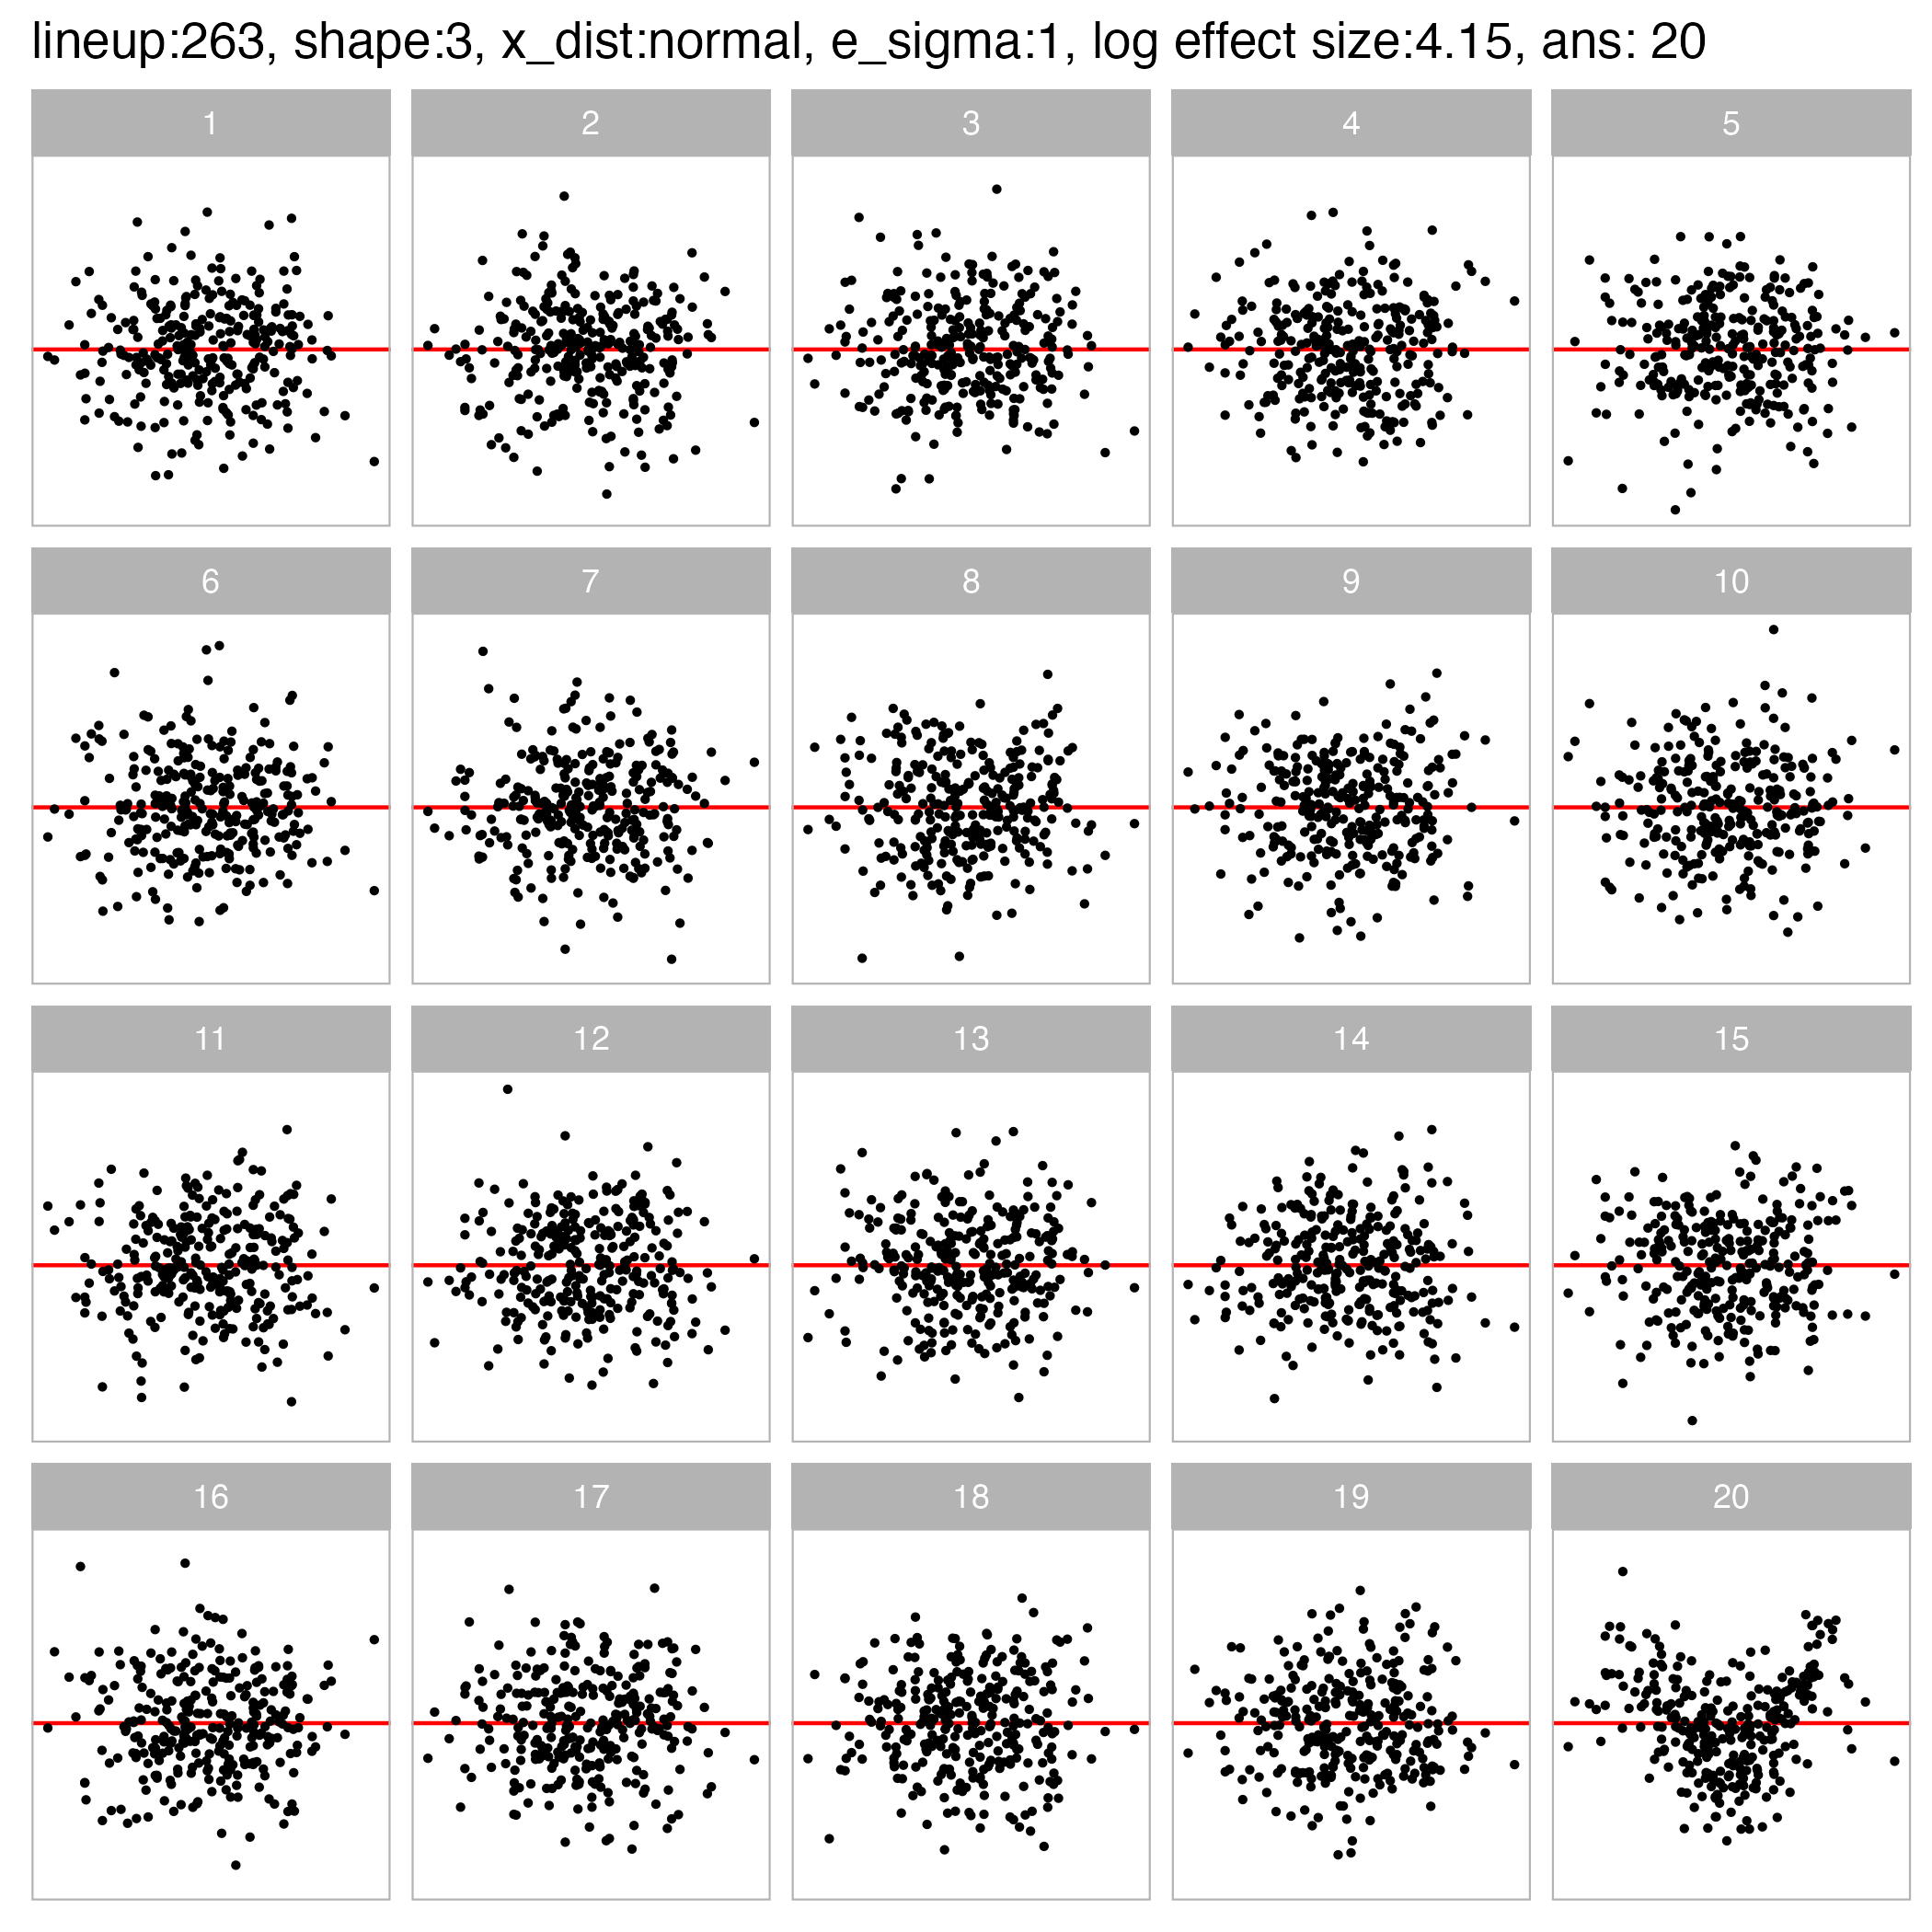 lineup:263, shape:3, x_dist:normal, e_sigma:1, log effect size:4.15, ans: 20
1 2 3 4 5
6 7 8 9 10
11 12 13 14 15
16 17 18 19 20